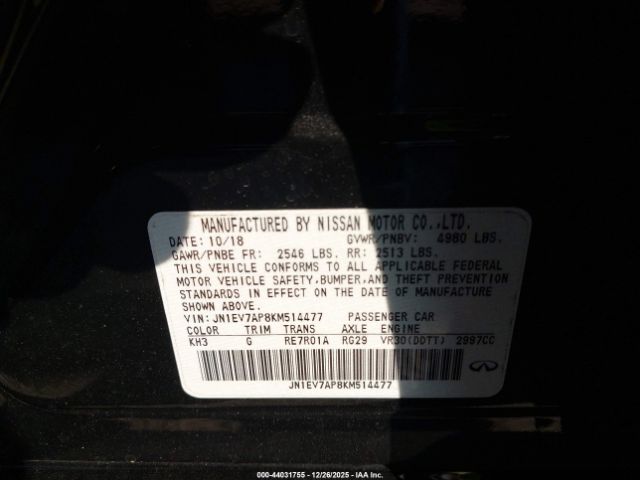 MANUFACTURED BY NISSAN MOTOR CO.,LTD.
DATE: 10/18 GVWR/PNBV: 4980 LBS.
GAWR/PNBE FR: 2546 LBS. RR: 2513 LBS.
THIS VEHICLE CONFORMS TO ALL APPLICABLE FEDERAL
MOTOR VEHICLE SAFETY, BUMPER, AND THEFT PREVENTION
STANDARDS IN EFFECT ON THE DATE OF MANUFACTURE
SHOWN ABOVE.
VIN: JN1EV7AP8KM514477 PASSENGER CAR
COLOR TRIM TRANS AXLE ENGINE
KH3 G RE7R01A RG29 VR30(DDTT) 2997CC
JN1EV7AP8KM514477
000-44031755 - 12/26/2025 - IAA Inc.